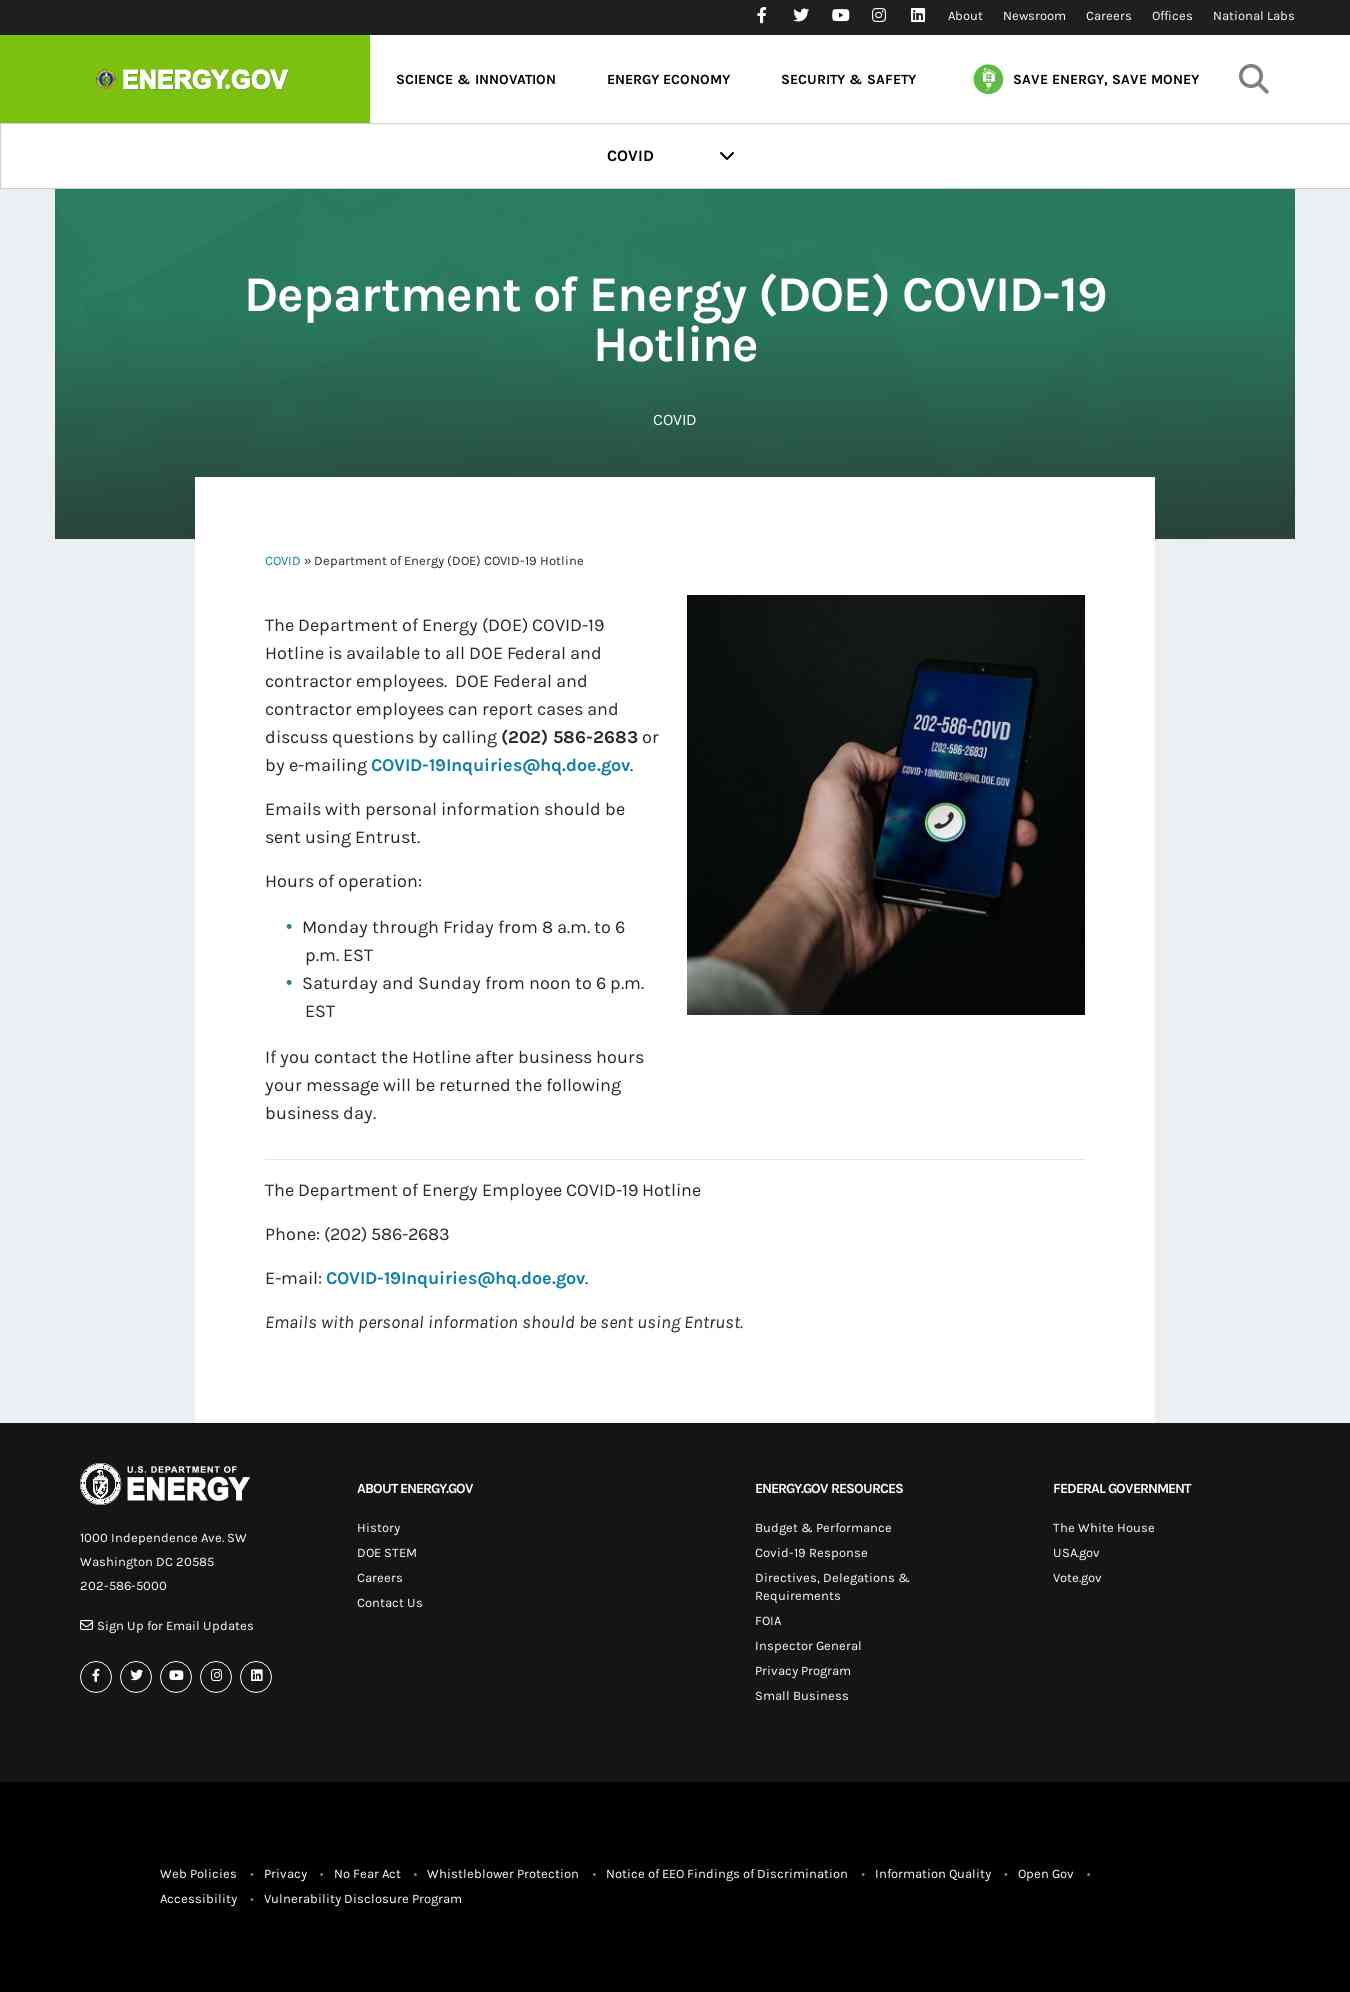 About Newsroom Careers Offices National Labs
ENERGY.GOV
SCIENCE & INNOVATION ENERGY ECONOMY SECURITY & SAFETY SAVE ENERGY, SAVE MONEY
COVID
Department of Energy (DOE) COVID-19
Hotline
COVID
COVID » Department of Energy (DOE) COVID-19 Hotline
The Department of Energy (DOE) COVID-19
Hotline is available to all DOE Federal and
contractor employees.  DOE Federal and
contractor employees can report cases and
discuss questions by calling (202) 586-2683 or
by e-mailing COVID-19Inquiries@hq.doe.gov.
Emails with personal information should be
sent using Entrust.
Hours of operation:
• Monday through Friday from 8 a.m. to 6
p.m. EST
• Saturday and Sunday from noon to 6 p.m.
EST
If you contact the Hotline after business hours
your message will be returned the following
business day.
202-586-COVD
(202-586-2683)
COVID-19INQUIRIES@HQ.DOE.GOV
The Department of Energy Employee COVID-19 Hotline
Phone: (202) 586-2683
E-mail: COVID-19Inquiries@hq.doe.gov.
Emails with personal information should be sent using Entrust.
U.S. DEPARTMENT OF
ENERGY
1000 Independence Ave. SW
Washington DC 20585
202-586-5000
Sign Up for Email Updates
ABOUT ENERGY.GOV
History
DOE STEM
Careers
Contact Us
ENERGY.GOV RESOURCES
Budget & Performance
Covid-19 Response
Directives, Delegations &
Requirements
FOIA
Inspector General
Privacy Program
Small Business
FEDERAL GOVERNMENT
The White House
USA.gov
Vote.gov
Web Policies • Privacy • No Fear Act • Whistleblower Protection • Notice of EEO Findings of Discrimination • Information Quality • Open Gov •
Accessibility • Vulnerability Disclosure Program